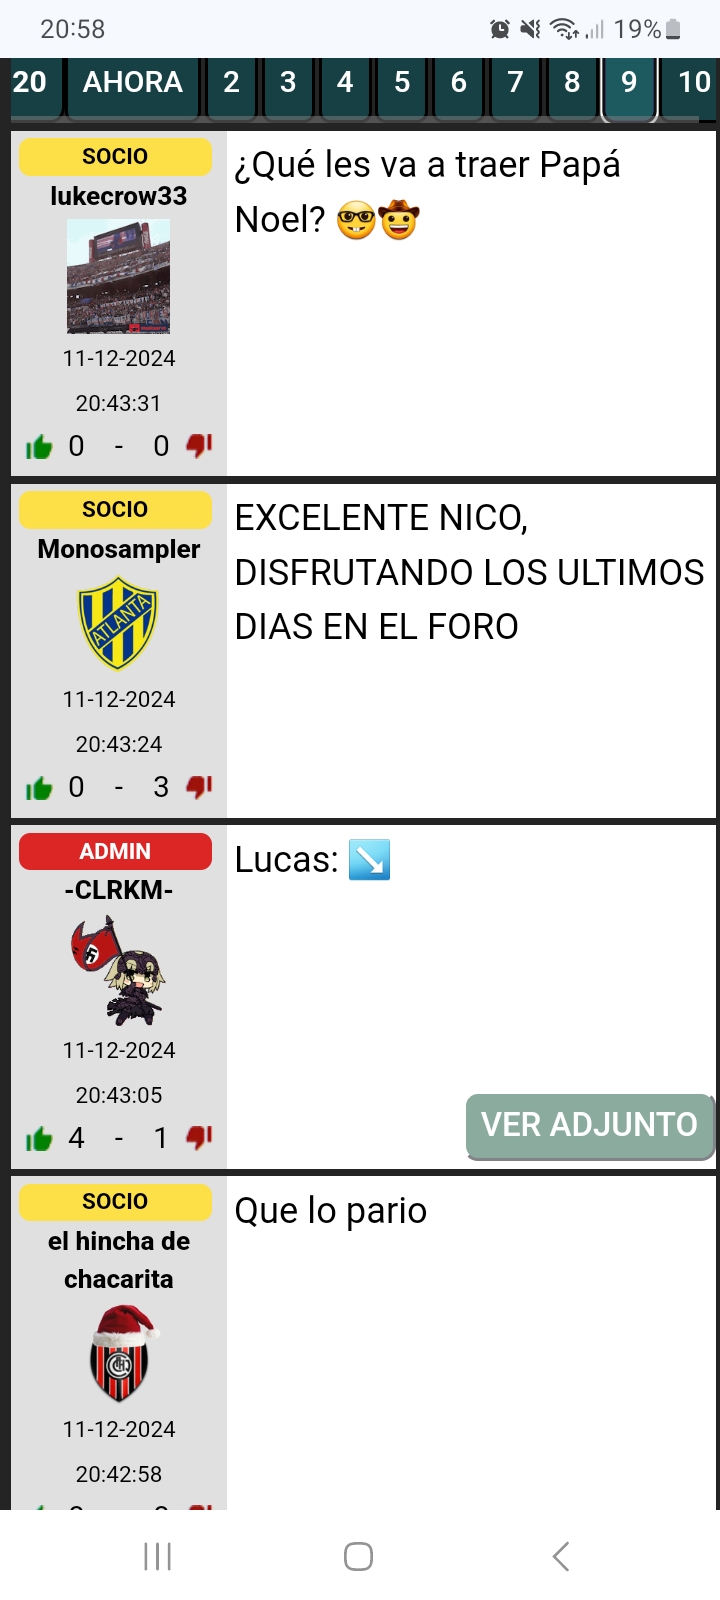 20:58
19%
20 AHORA 2 3 4 5 6 7 8 9 10
SOCIO
lukecrow33
11-12-2024
20:43:31
0 - 0
¿Qué les va a traer Papá
Noel? 🤓🤠
SOCIO
Monosampler
ATLANTA
11-12-2024
20:43:24
0 - 3
EXCELENTE NICO,
DISFRUTANDO LOS ULTIMOS
DIAS EN EL FORO
ADMIN
-CLRKM-
11-12-2024
20:43:05
4 - 1
Lucas: ↘️
VER ADJUNTO
SOCIO
el hincha de
chacarita
11-12-2024
20:42:58
Que lo pario